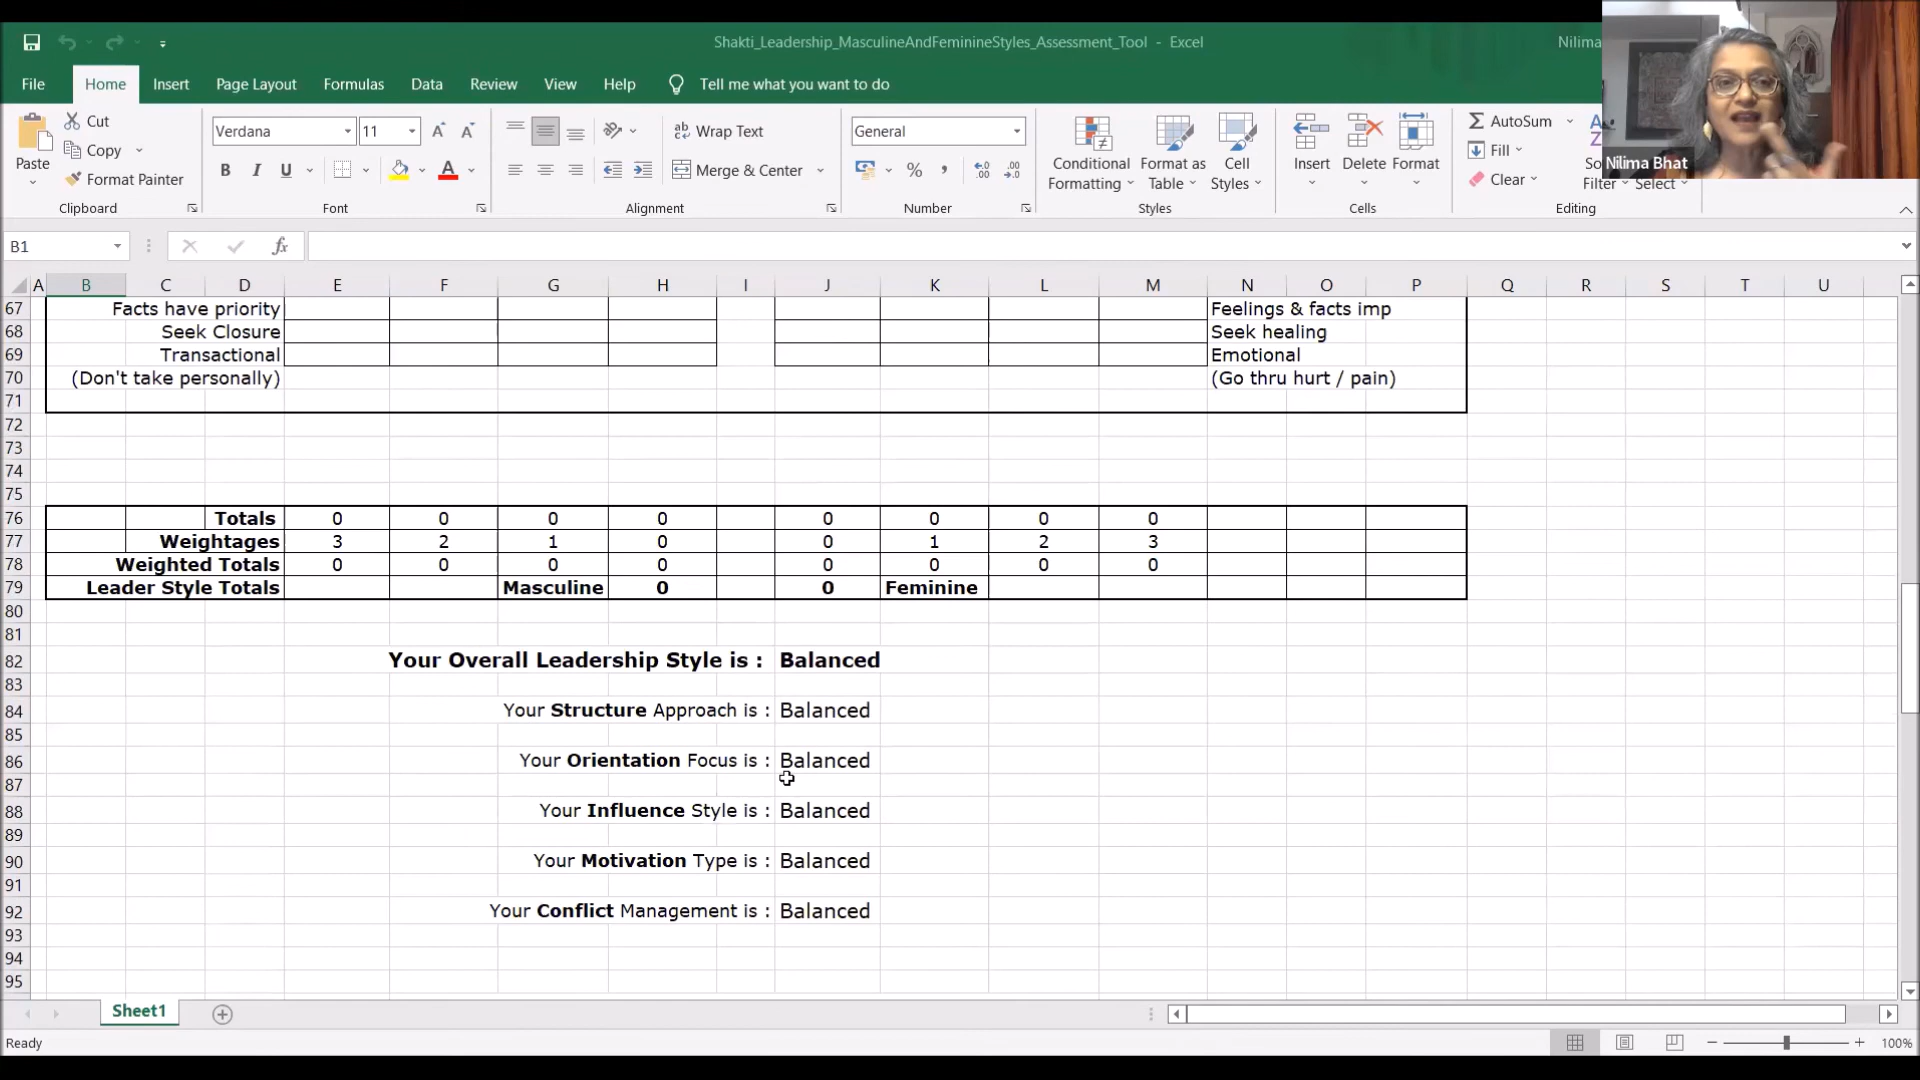 Shakti_Leadership_MasculineAndFeminineStyles_Assessment_Tool - Excel
Nilima
File Home Insert Page Layout Formulas Data Review View Help Tell me what you want to do
Cut
Copy
Format Painter
Paste
Clipboard
Verdana 11
B I U A
Font
Wrap Text
Merge & Center
Alignment
General
%
Number
Conditional Formatting
Format as Table
Cell Styles
Styles
Insert Delete Format
Cells
AutoSum
Fill
Clear
Filter Select
Editing
Nilima Bhat
B1 fx
A B C D E F G H I J K L M N O P Q R S T U
67 Facts have priority Feelings & facts imp
68 Seek Closure Seek healing
69 Transactional Emotional
70 (Don't take personally) (Go thru hurt / pain)
71
72
73
74
75
76 Totals 0 0 0 0 0 0 0 0
77 Weightages 3 2 1 0 0 1 2 3
78 Weighted Totals 0 0 0 0 0 0 0 0
79 Leader Style Totals Masculine 0 0 Feminine
80
81
82 Your Overall Leadership Style is : Balanced
83
84 Your Structure Approach is : Balanced
85
86 Your Orientation Focus is : Balanced
87
88 Your Influence Style is : Balanced
89
90 Your Motivation Type is : Balanced
91
92 Your Conflict Management is : Balanced
93
94
95
Sheet1
Ready 100%